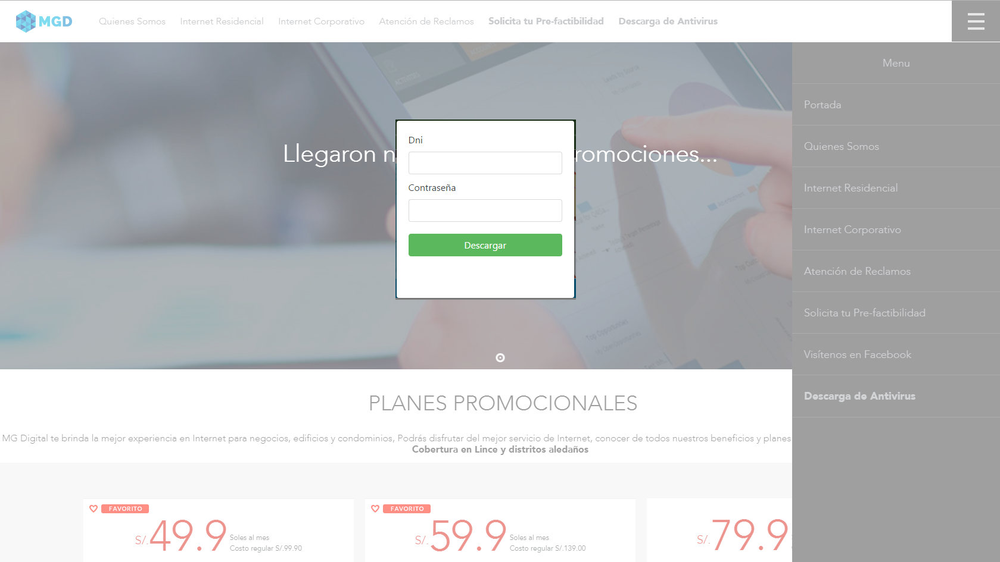 MGD
Quienes Somos
Internet Residencial
Internet Corporativo
Atención de Reclamos
Solicita tu Pre-factibilidad
Descarga de Antivirus
Menu
Portada
Quienes Somos
Internet Residencial
Internet Corporativo
Atención de Reclamos
Solicita tu Pre-factibilidad
Visítenos en Facebook
Descarga de Antivirus
ACTIVITIES
Llegaron n romociones...
Dni
Contraseña
Descargar
Top Opportunities
PLANES PROMOCIONALES
MG Digital te brinda la mejor experiencia en Internet para negocios, edificios y condominios, Podrás disfrutar del mejor servicio de Internet, conocer de todos nuestros beneficios y planes
Cobertura en Lince y distritos aledaños
FAVORITO
S/.49.9 Soles al mes
Costo regular S/.99.90
FAVORITO
S/.59.9 Soles al mes
Costo regular S/.139.00
S/.79.9